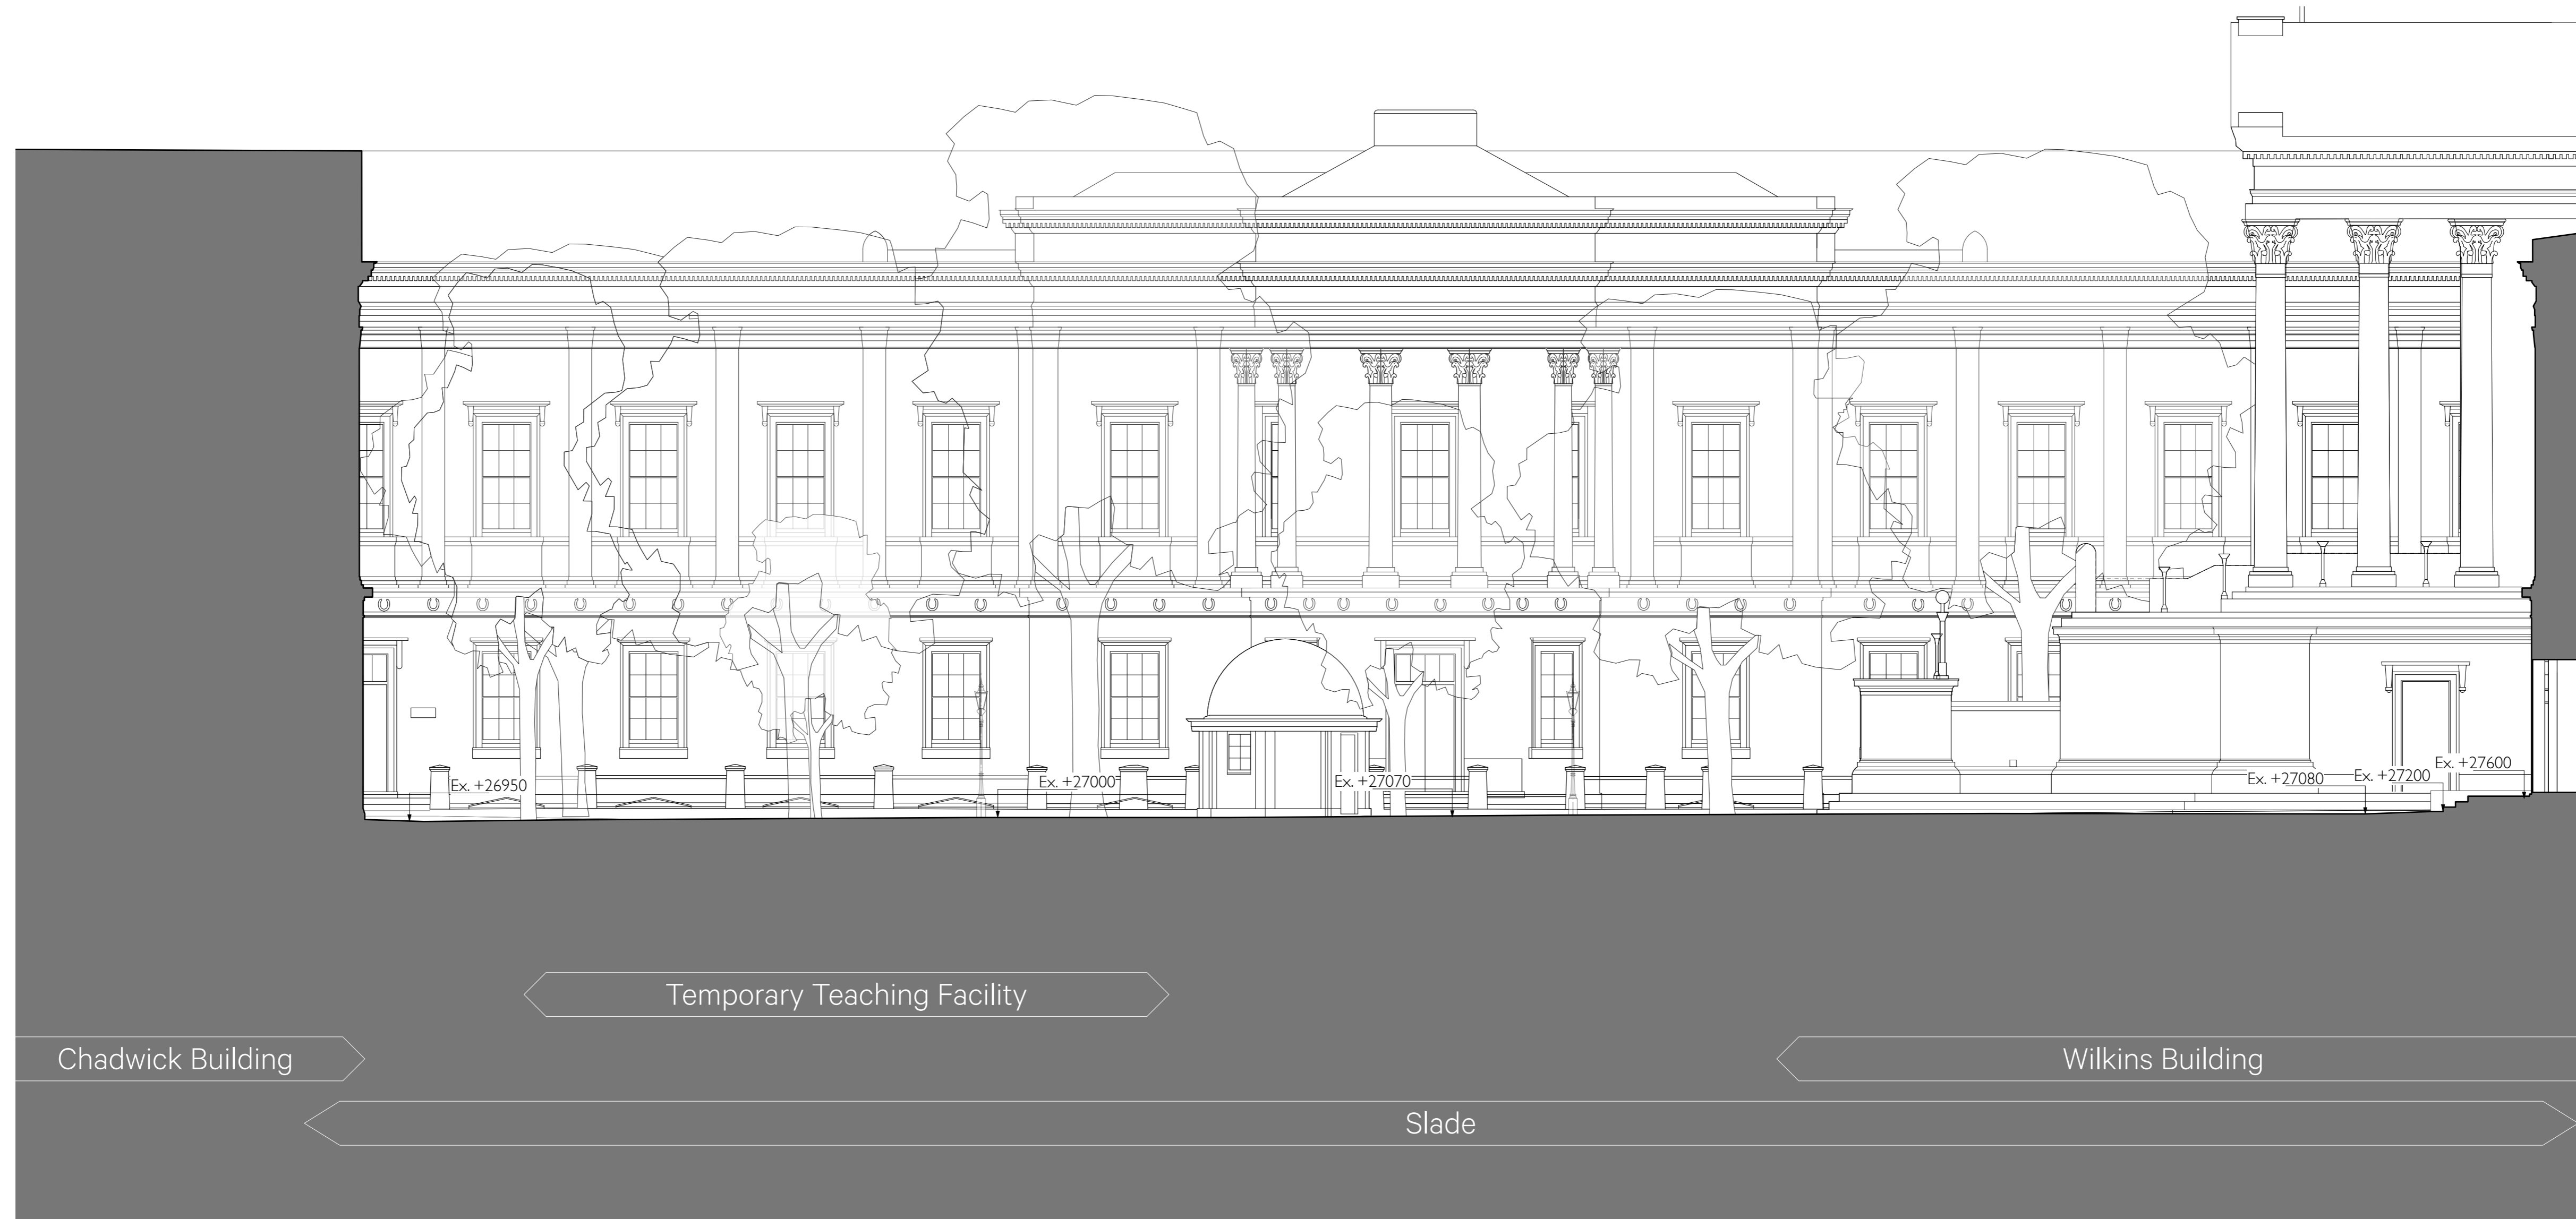 Ex. +26950
Ex. +27000
Ex. +27070
Ex. +27080
Ex. +27200
Ex. +27600
Temporary Teaching Facility
Chadwick Building
Wilkins Building
Slade